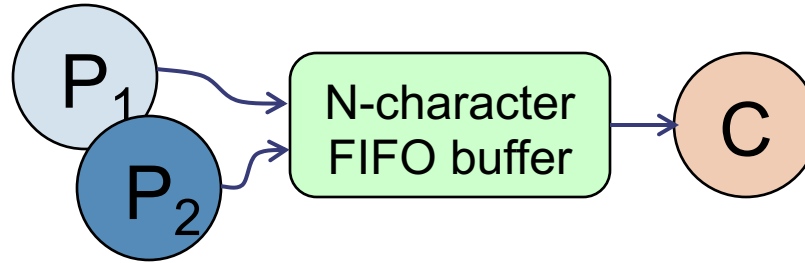 P₁
P₂
N-character
FIFO buffer
C